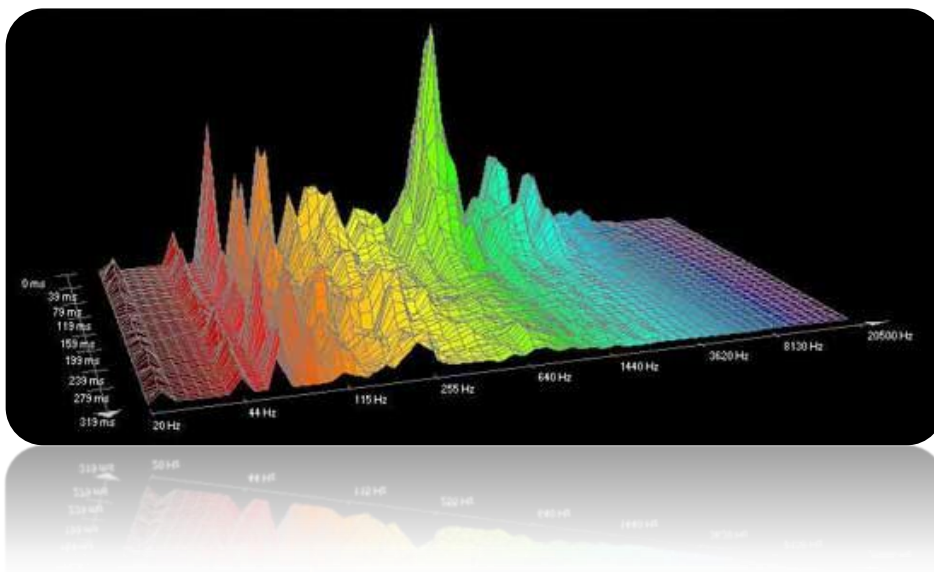 0 ms
39 ms
79 ms
119 ms
159 ms
199 ms
239 ms
279 ms
319 ms
20 Hz
44 Hz
115 Hz
255 Hz
640 Hz
1440 Hz
3620 Hz
8130 Hz
20500 Hz